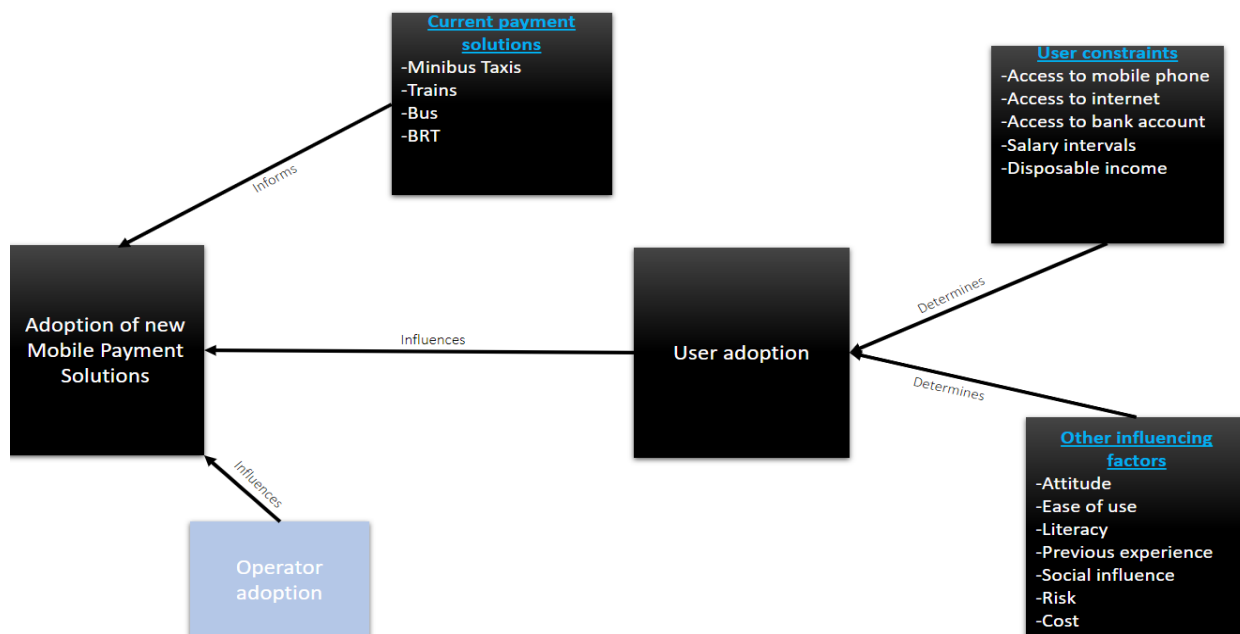 Current payment
solutions
-Minibus Taxis
-Trains
-Bus
-BRT
User constraints
-Access to mobile phone
-Access to internet
-Access to bank account
-Salary intervals
-Disposable income
Informs
Determines
Adoption of new
Mobile Payment
Solutions
Influences
User adoption
Determines
Influences
Operator
adoption
Other influencing
factors
-Attitude
-Ease of use
-Literacy
-Previous experience
-Social influence
-Risk
-Cost